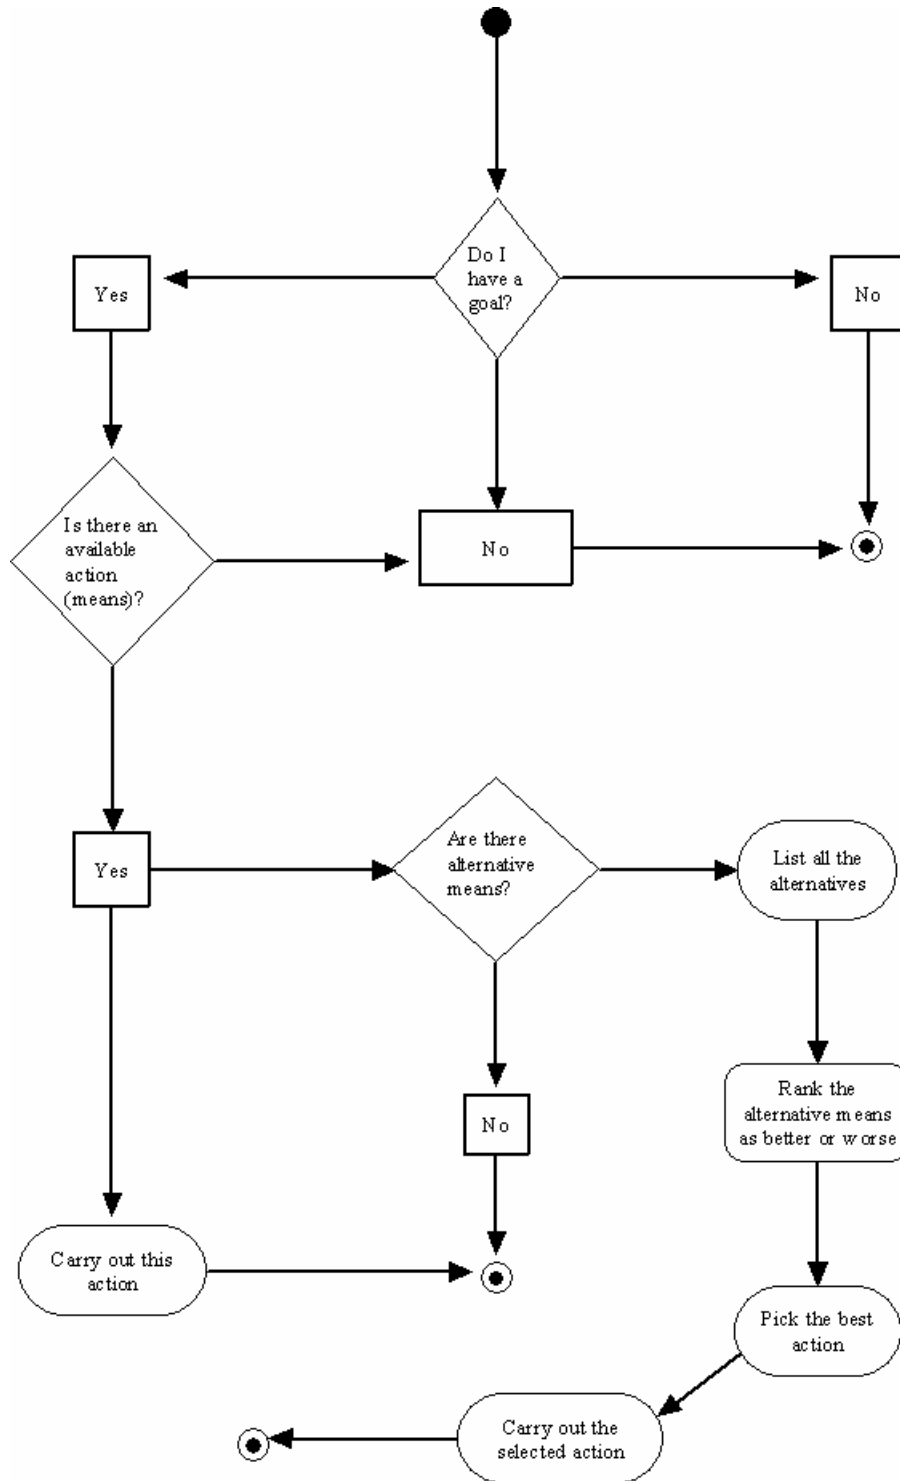 Do I
have a
goal?
Yes
No
Is there an
available
action
(means)?
No
Are there
alternative
means?
List all the
alternatives
Yes
Rank the
alternative means
as better or worse
No
Carry out this
action
Pick the best
action
Carry out the
selected action